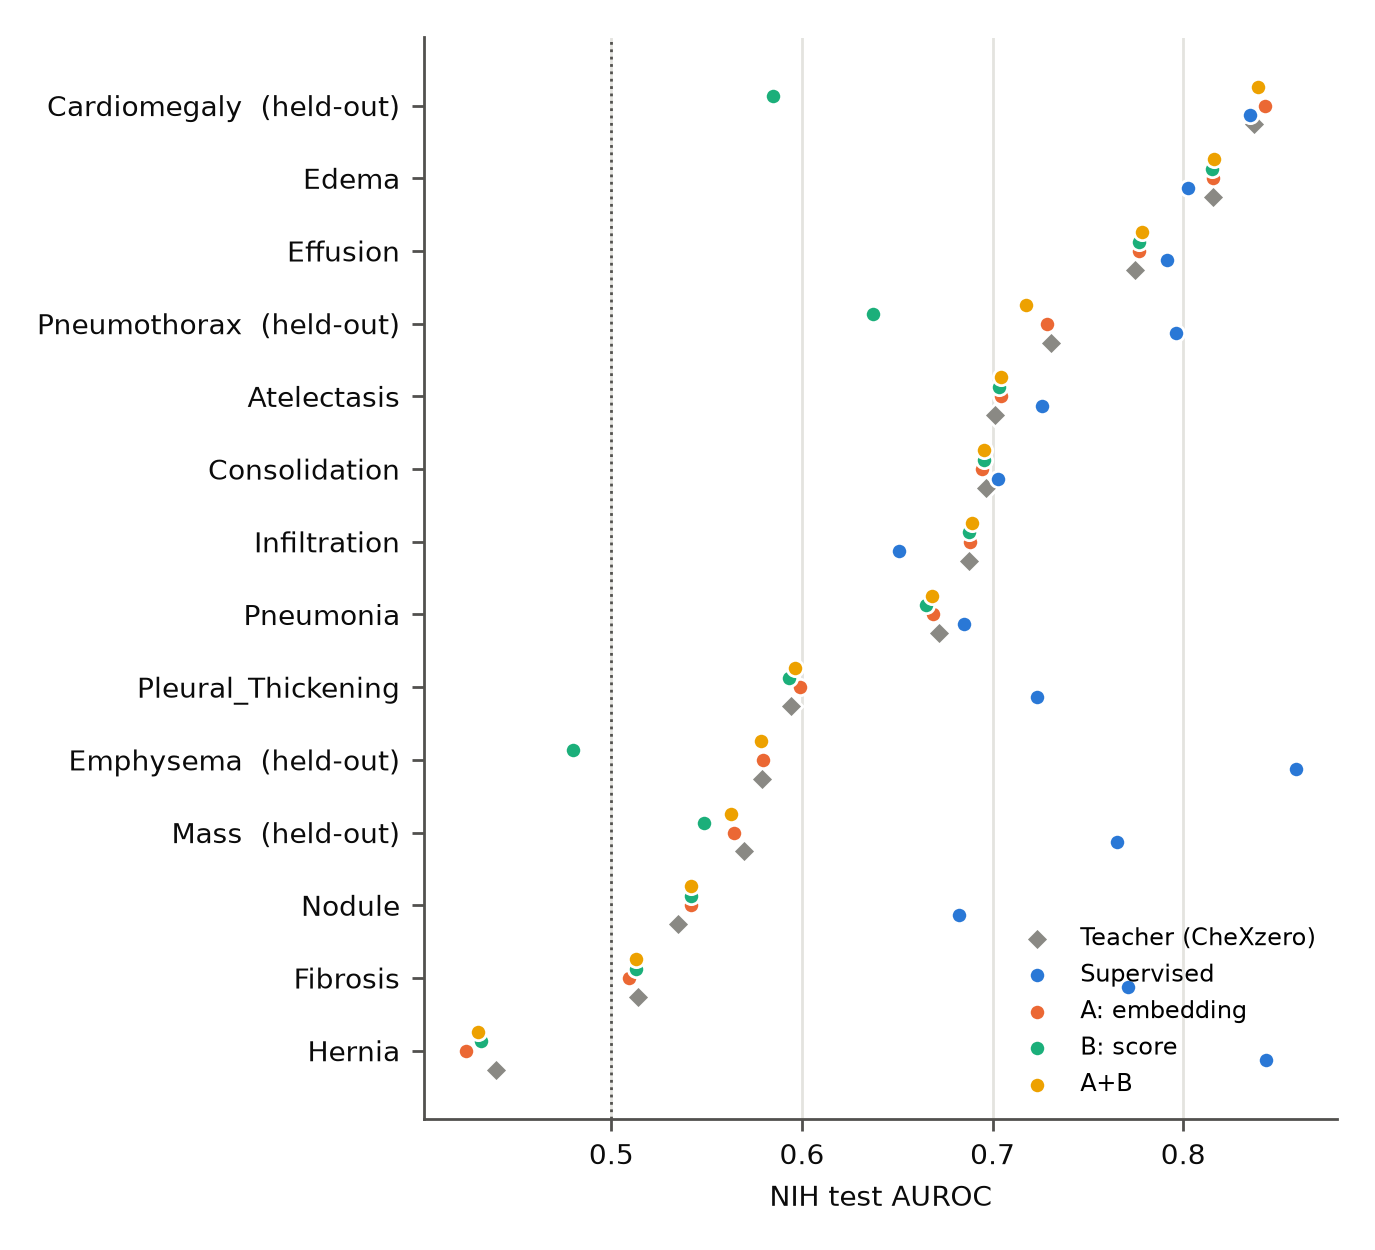 Cardiomegaly (held-out)
Edema
Effusion
Pneumothorax (held-out)
Atelectasis
Consolidation
Infiltration
Pneumonia
Pleural_Thickening
Emphysema (held-out)
Mass (held-out)
Nodule
Fibrosis
Hernia
Teacher (CheXzero)
Supervised
A: embedding
B: score
A+B
0.5 0.6 0.7 0.8
NIH test AUROC